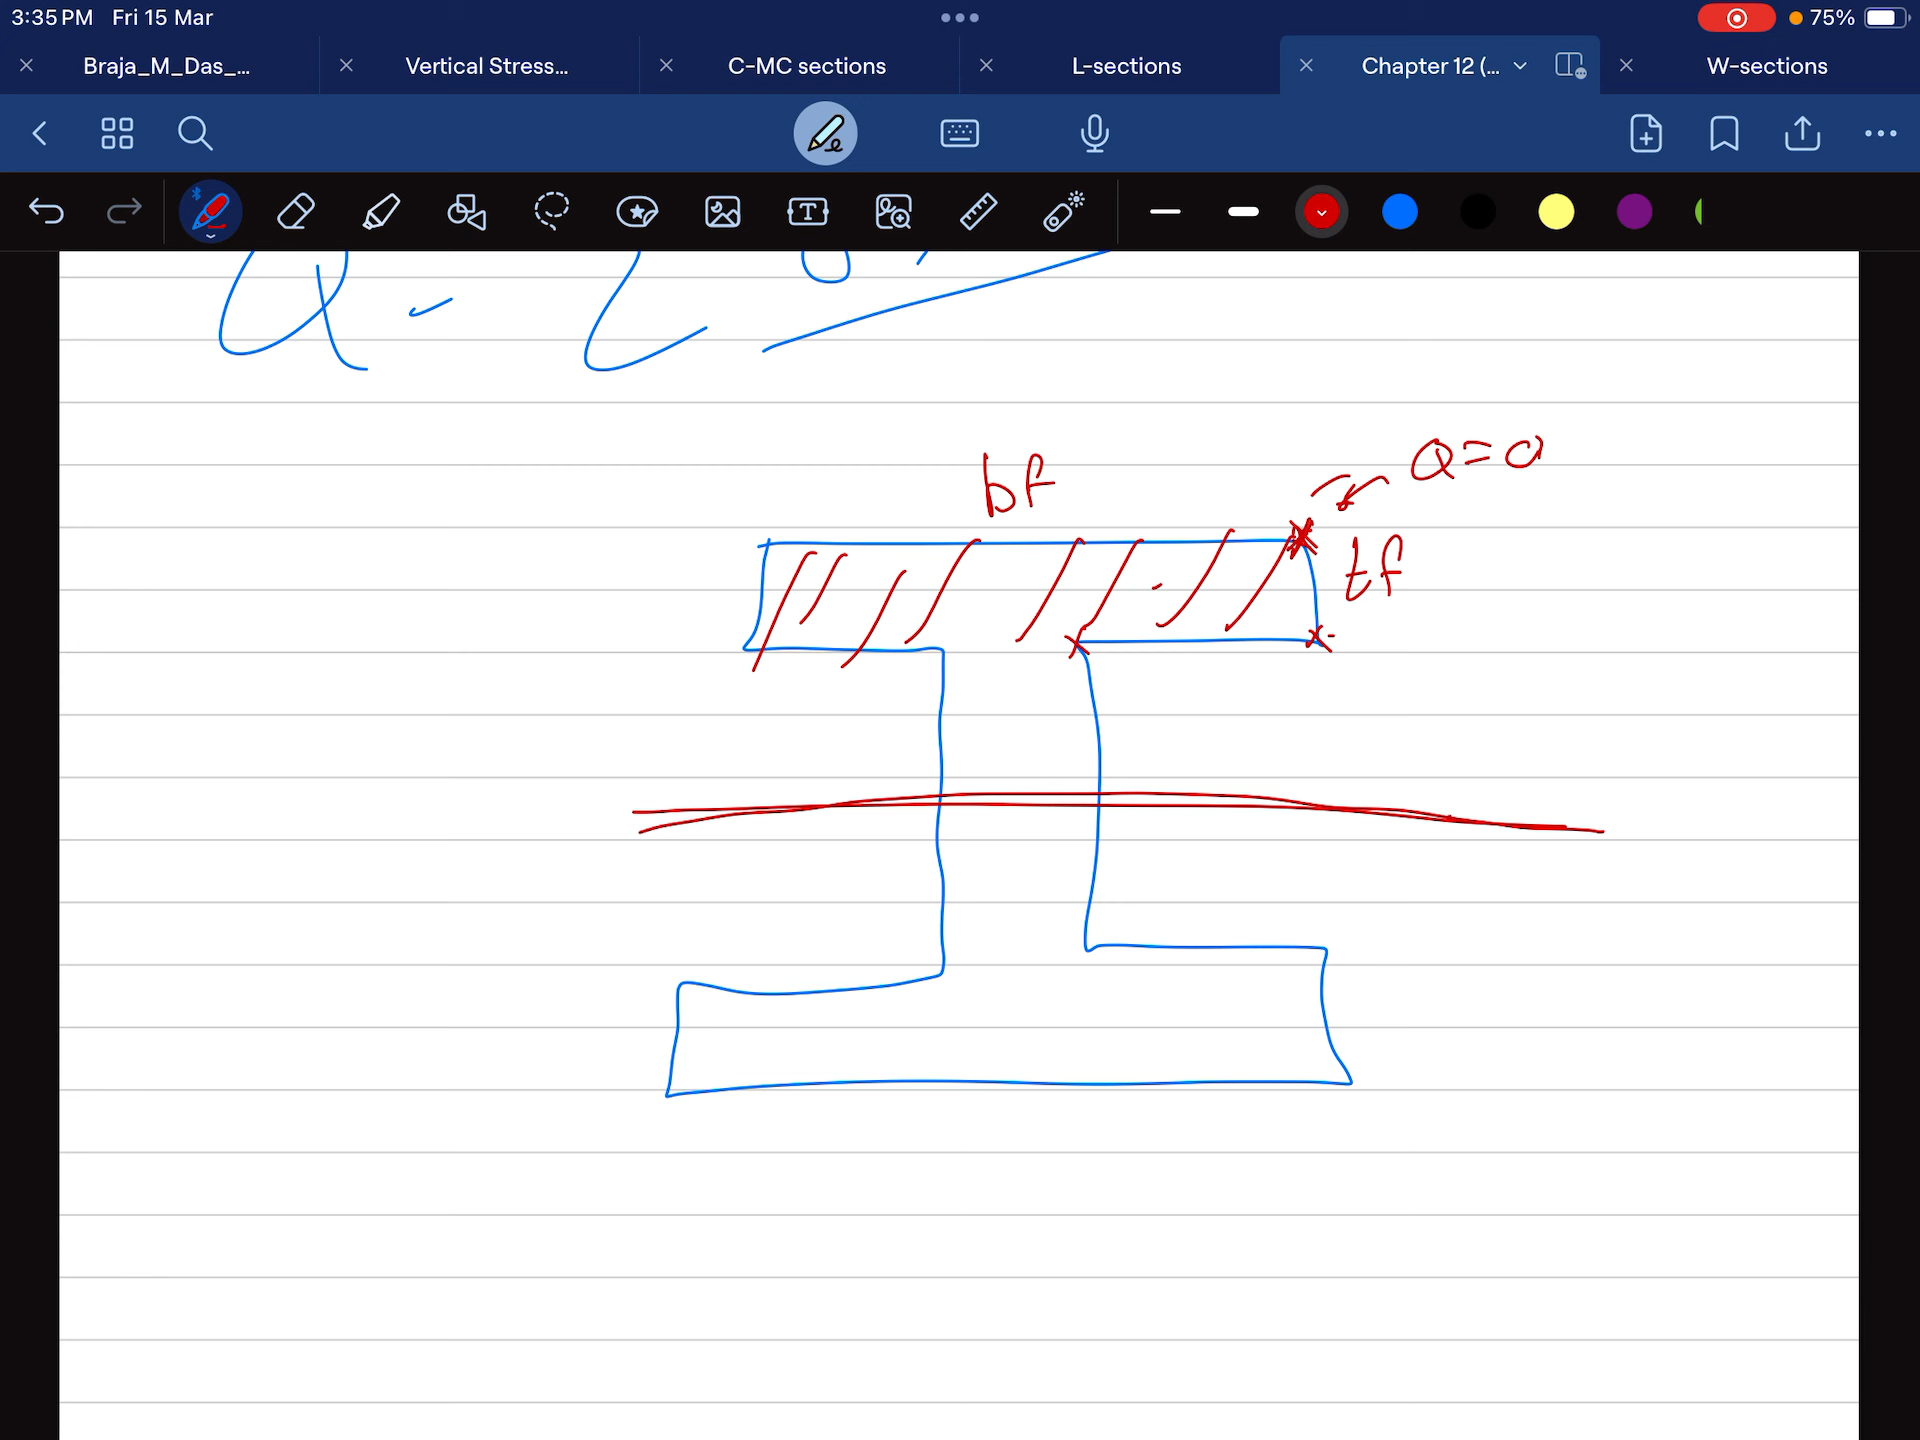 3:35 PM Fri 15 Mar
75%
Braja_M_Das_...
Vertical Stress...
C-MC sections
L-sections
Chapter 12 (...
W-sections
Q = 0
bf
tf